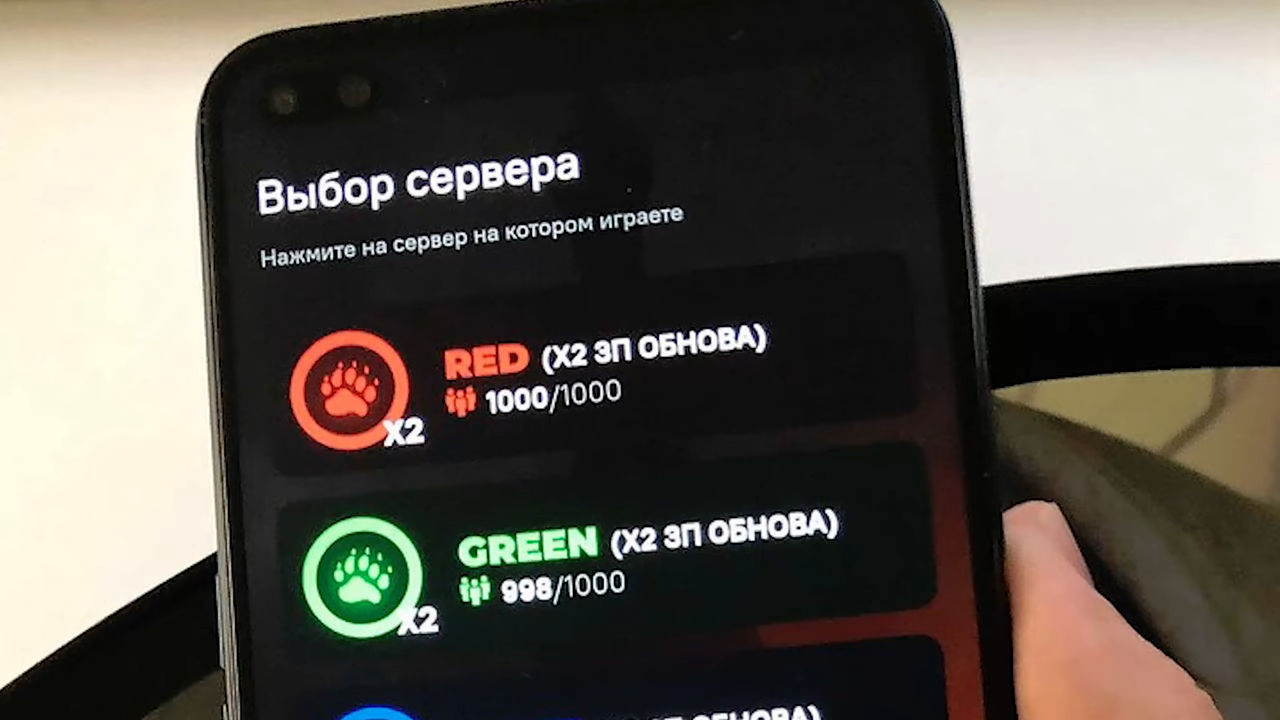 Выбор сервера
Нажмите на сервер на котором играете
RED (X2 ЗП ОБНОВА)
1000/1000
X2
GREEN (X2 ЗП ОБНОВА)
998/1000
X2
ОБНОВА)